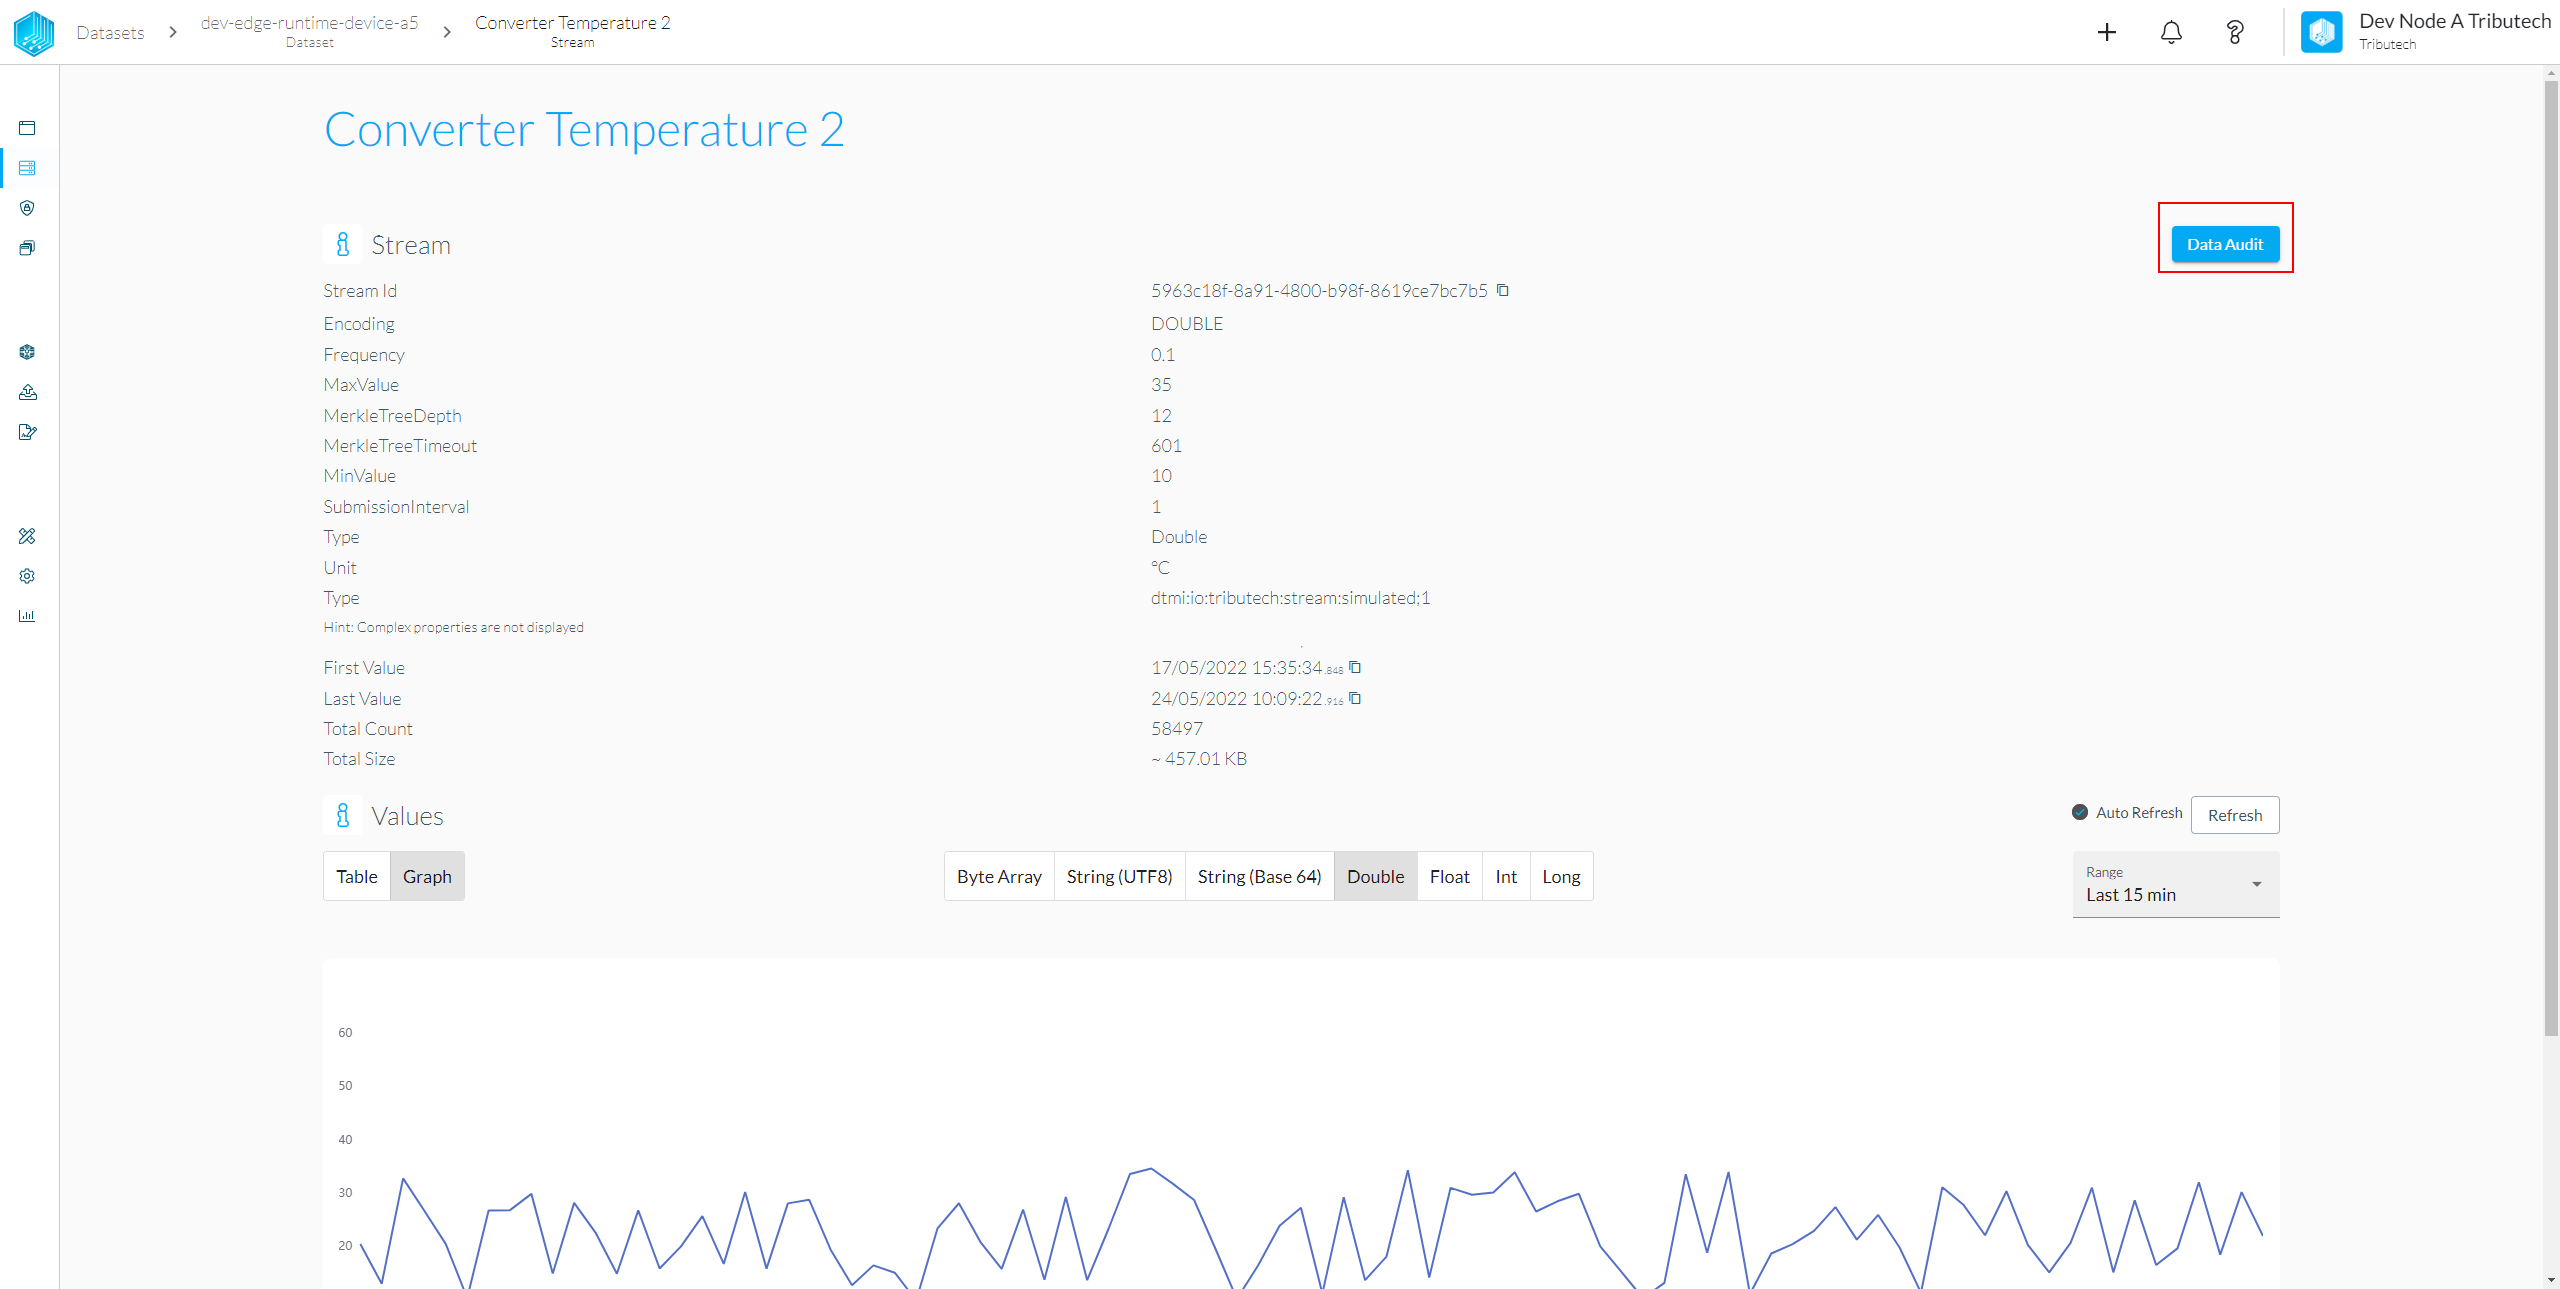 Datasets
dev-edge-runtime-device-a5
Dataset
Converter Temperature 2
Stream
Dev Node A Tributech
Tributech
Converter Temperature 2
Stream
Data Audit
Stream Id 5963c18f-8a91-4800-b98f-8619ce7bc7b5
Encoding DOUBLE
Frequency 0.1
MaxValue 35
MerkleTreeDepth 12
MerkleTreeTimeout 601
MinValue 10
SubmissionInterval 1
Type Double
Unit °C
Type dtmi:io:tributech:stream:simulated;1
Hint: Complex properties are not displayed
First Value 17/05/2022 15:35:34.848
Last Value 24/05/2022 10:09:22.916
Total Count 58497
Total Size ~ 457.01 KB
Values
Auto Refresh Refresh
Table Graph Byte Array String (UTF8) String (Base 64) Double Float Int Long
Range
Last 15 min
60
50
40
30
20